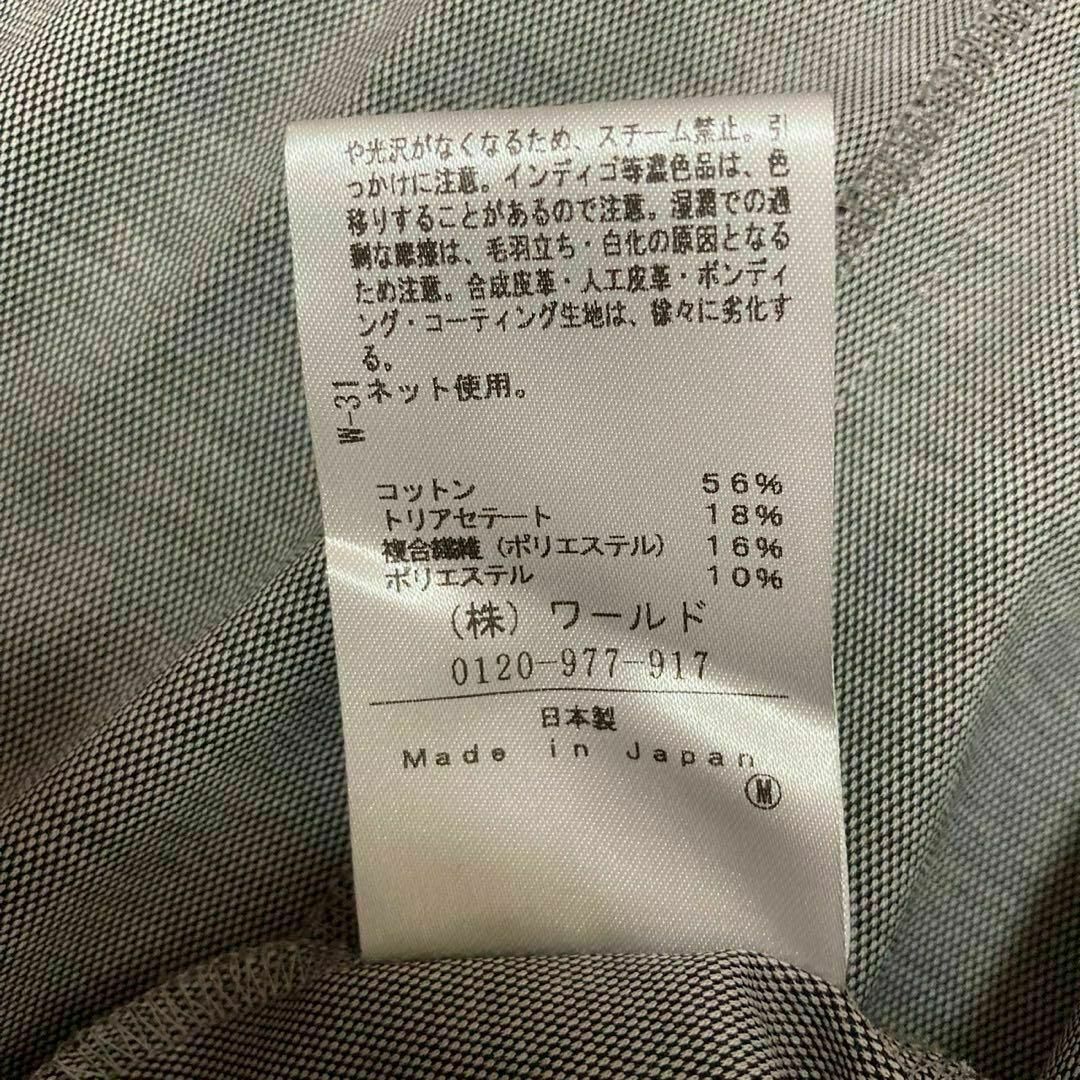 や光沢がなくなるため、スチーム禁止。引
っかけに注意。インディゴ等濃色品は、色
移りすることがあるので注意。湿潤での過
剰な摩擦は、毛羽立ち・白化の原因となる
ため注意。合成皮革・人工皮革・ボンディ
ング・コーティング生地は、徐々に劣化す
る。
ネット使用。
W-31
コットン 56%
トリアセテート 18%
複合繊維(ポリエステル) 16%
ポリエステル 10%
(株)ワールド
0120-977-917
日本製
Made in Japan
Ⓜ